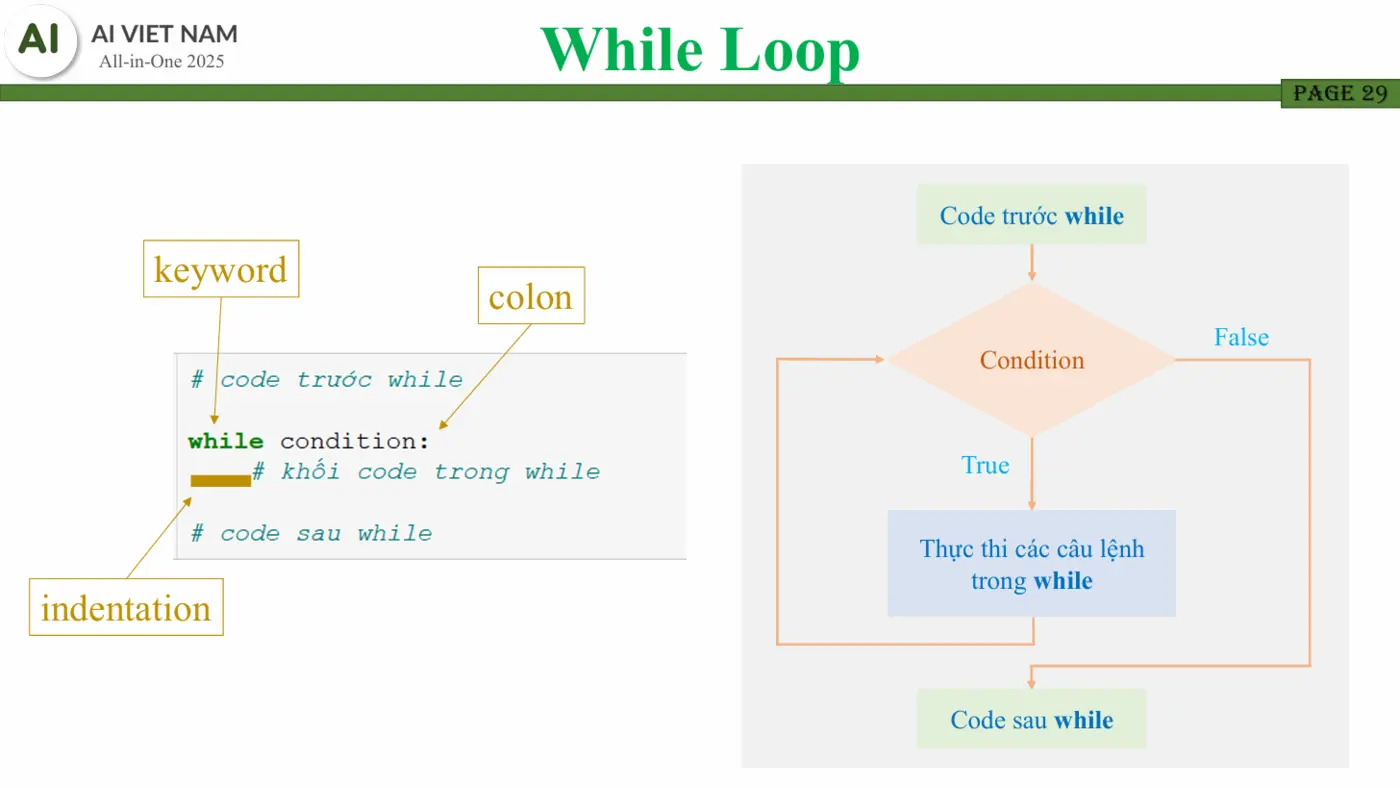 AI
AI VIET NAM
All-in-One 2025
While Loop
PAGE 29
keyword
colon
# code trước while
while condition:
# khối code trong while
# code sau while
indentation
Code trước while
Condition
False
True
Thực thi các câu lệnh
trong while
Code sau while